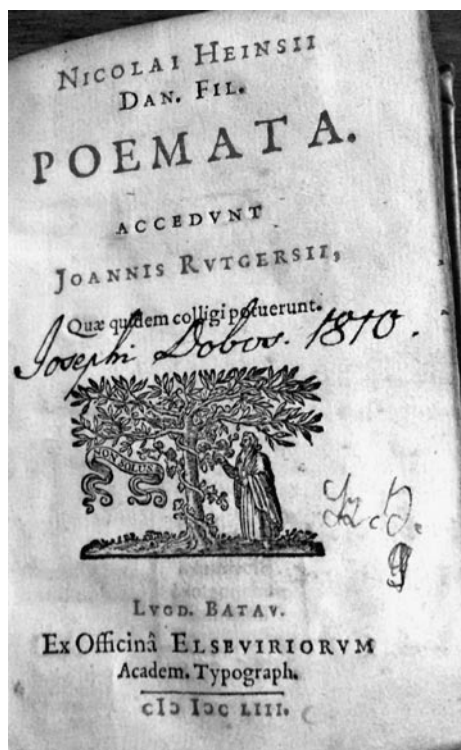 NICOLAI HEINSII
DAN. FIL.
POEMATA.
ACCEDVNT
JOANNIS RVTGERSII,
Quæ quidem colligi potuerunt.
Josephi Dobos. 1810.
NON SOLVS
LVGD. BATAV.
Ex Officinâ ELSEVIRIORVM
Academ. Typograph.
cIↃ IↃc LIII.